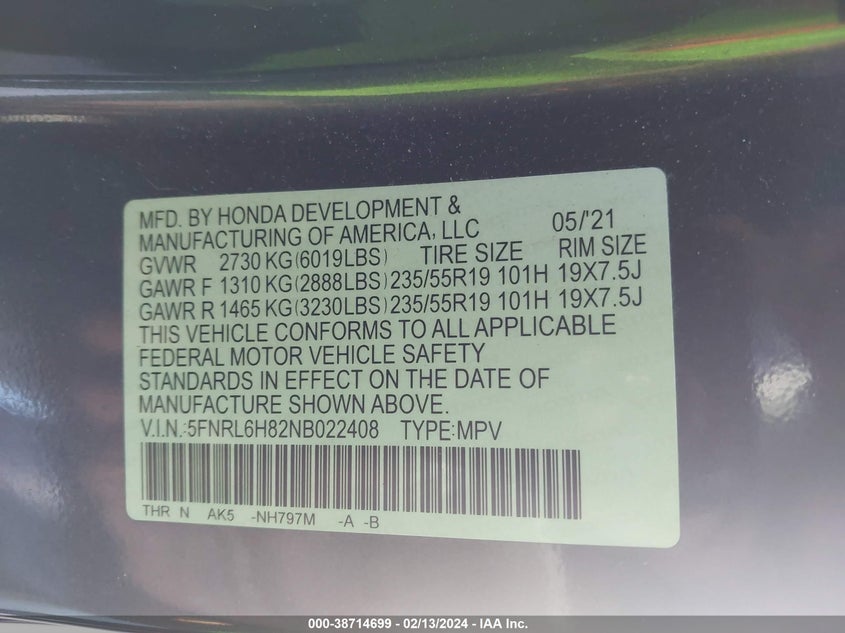 MFD. BY HONDA DEVELOPMENT &
MANUFACTURING OF AMERICA, LLC 05/'21
GVWR 2730 KG(6019LBS) TIRE SIZE RIM SIZE
GAWR F 1310 KG(2888LBS) 235/55R19 101H 19X7.5J
GAWR R 1465 KG(3230LBS) 235/55R19 101H 19X7.5J
THIS VEHICLE CONFORMS TO ALL APPLICABLE
FEDERAL MOTOR VEHICLE SAFETY
STANDARDS IN EFFECT ON THE DATE OF
MANUFACTURE SHOWN ABOVE.
V.I.N.:5FNRL6H82NB022408 TYPE:MPV
THR N AK5 -NH797M -A -B
000-38714699 - 02/13/2024 - IAA Inc.